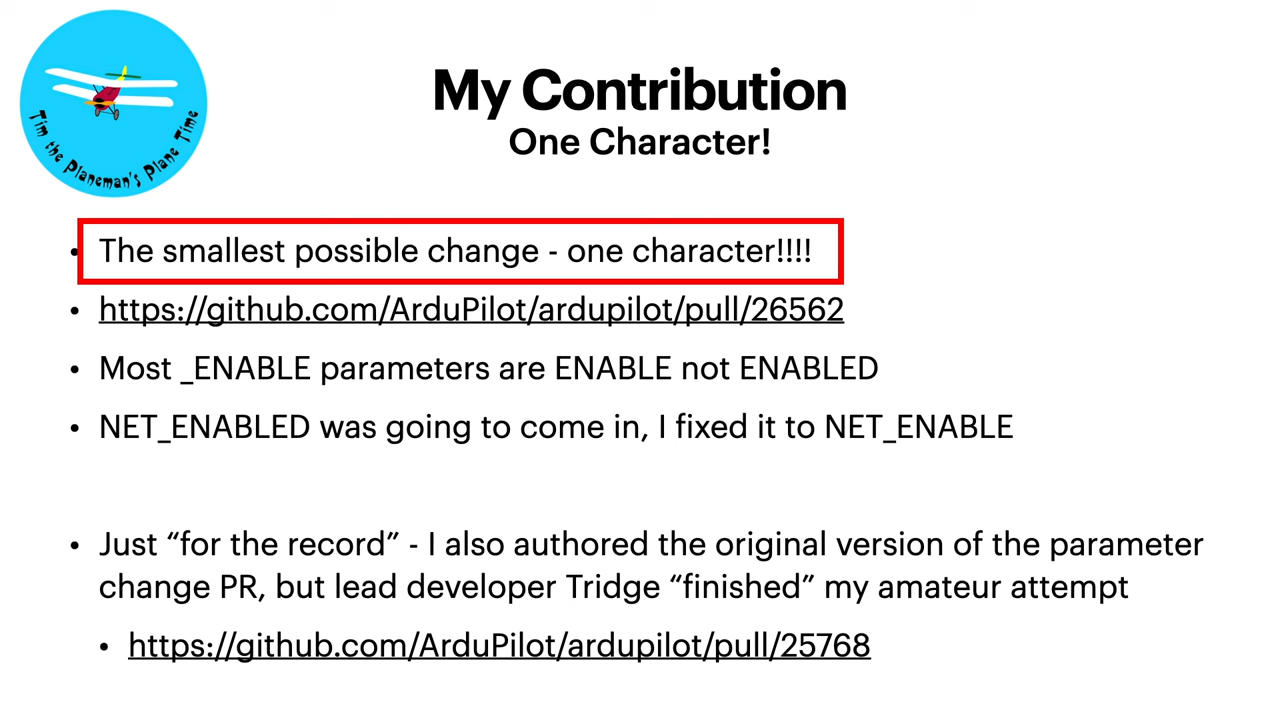 Tim the Planeman's Plane Time
My Contribution
One Character!
• The smallest possible change - one character!!!!
• https://github.com/ArduPilot/ardupilot/pull/26562
• Most _ENABLE parameters are ENABLE not ENABLED
• NET_ENABLED was going to come in, I fixed it to NET_ENABLE
• Just “for the record” - I also authored the original version of the parameter
change PR, but lead developer Tridge “finished” my amateur attempt
• https://github.com/ArduPilot/ardupilot/pull/25768